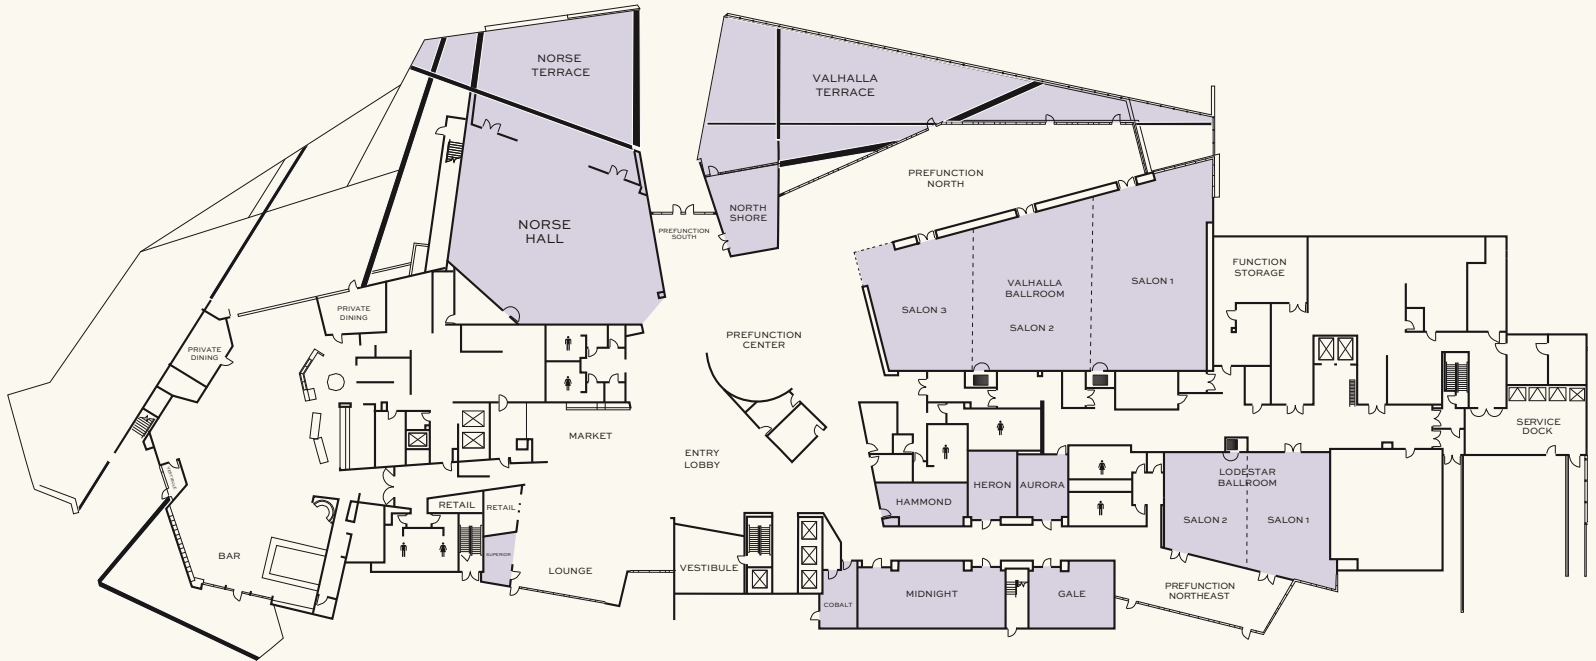 NORSE
TERRACE
VALHALLA
TERRACE
PREFUNCTION
NORTH
NORTH
SHORE
NORSE
HALL
PREFUNCTION
SOUTH
FUNCTION
STORAGE
VALHALLA
BALLROOM
SALON 1
SALON 2
SALON 3
PRIVATE
DINING
PRIVATE
DINING
PREFUNCTION
CENTER
MARKET
ENTRY
LOBBY
SERVICE
DOCK
LODESTAR
BALLROOM
SALON 2
SALON 1
HERON
AURORA
HAMMOND
RETAIL
RETAIL
SUPERIOR
BAR
LOUNGE
VESTIBULE
COBALT
MIDNIGHT
GALE
PREFUNCTION
NORTHEAST